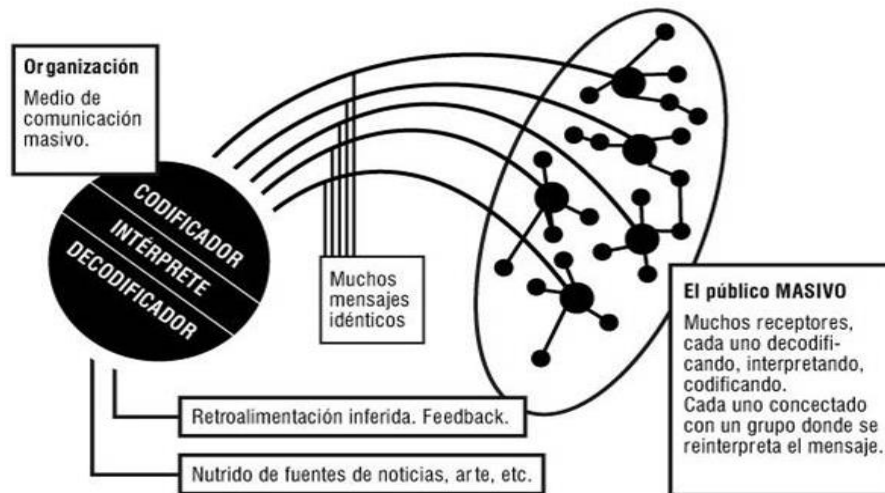 Organización
Medio de
comunicación
masivo.
CODIFICADOR
INTÉRPRETE
DECODIFICADOR
Muchos
mensajes
idénticos
El público MASIVO
Muchos receptores,
cada uno decodifi-
cando, interpretando,
codificando.
Cada uno concectado
con un grupo donde se
reinterpreta el mensaje.
Retroalimentación inferida. Feedback.
Nutrido de fuentes de noticias, arte, etc.